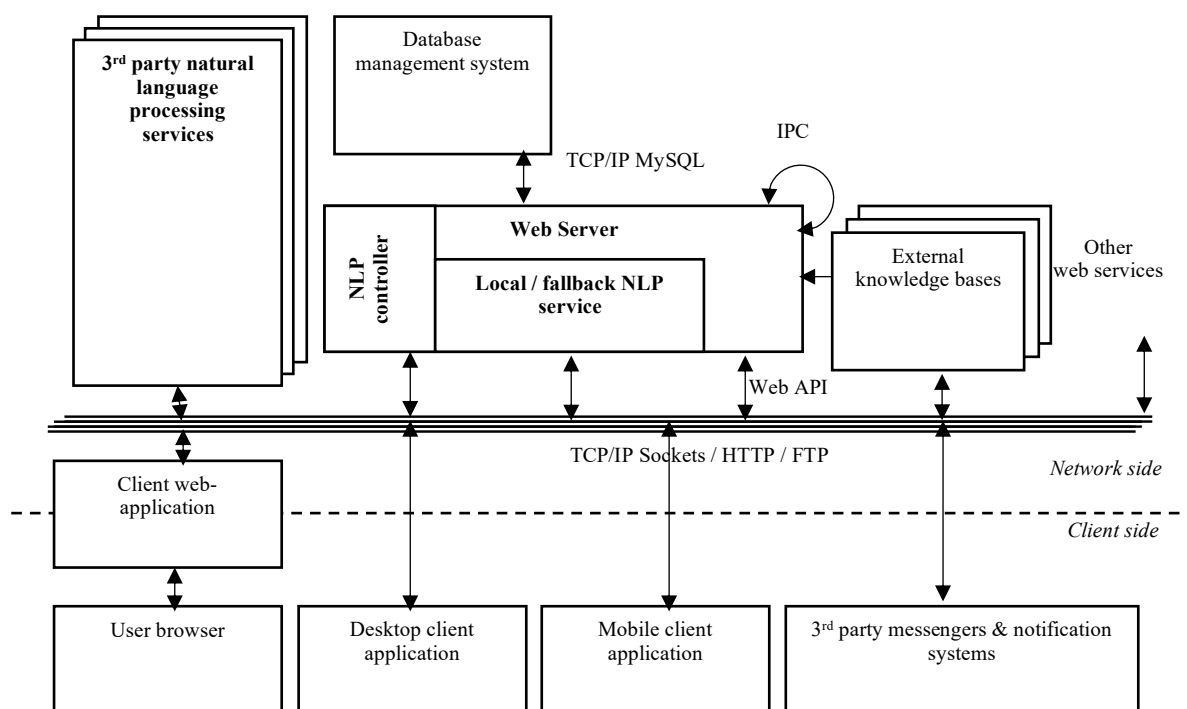 3rd party natural
language
processing
services
Database
management system
IPC
TCP/IP MySQL
NLP
controller
Web Server
Local / fallback NLP
service
External
knowledge bases
Other
web services
Web API
TCP/IP Sockets / HTTP / FTP
Network side
Client web-
application
Client side
User browser
Desktop client
application
Mobile client
application
3rd party messengers & notification
systems